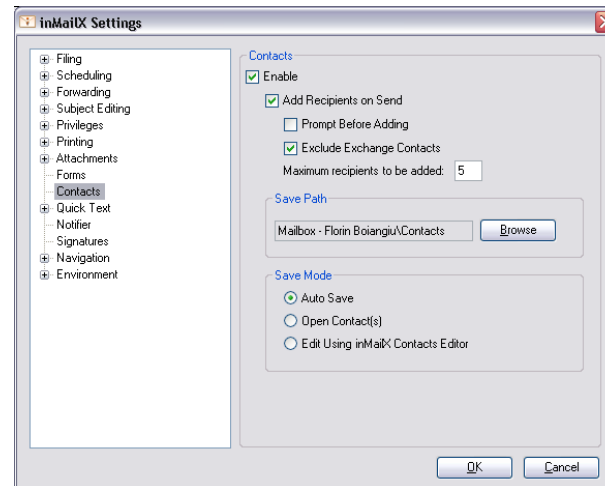 inMailX Settings
Filing
Scheduling
Forwarding
Subject Editing
Privileges
Printing
Attachments
Forms
Contacts
Quick Text
Notifier
Signatures
Navigation
Environment
Contacts
Enable
Add Recipients on Send
Prompt Before Adding
Exclude Exchange Contacts
Maximum recipients to be added: 5
Save Path
Mailbox - Florin Boiangiu\Contacts Browse
Save Mode
Auto Save
Open Contact(s)
Edit Using inMailX Contacts Editor
OK Cancel